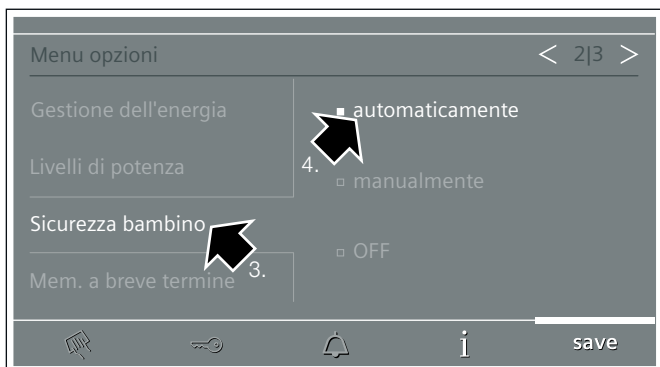 Menu opzioni < 2|3 >
Gestione dell'energia
automaticamente
Livelli di potenza
4.
manualmente
Sicurezza bambino
3.
OFF
Mem. a breve termine
i
save